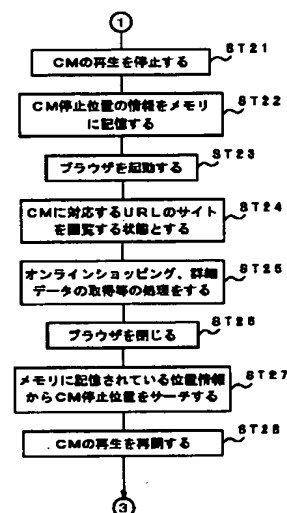 ①
CMの再生を停止する
ST21
CM停止位置の情報をメモリ
に記憶する
ST22
ブラウザを起動する
ST23
CMに対応するURLのサイト
を閲覧する状態とする
ST24
オンラインショッピング、詳細
データの取得等の処理をする
ST25
ブラウザを閉じる
ST26
メモリに記憶されている位置情報
からCM停止位置をサーチする
ST27
CMの再生を再開する
ST28
③